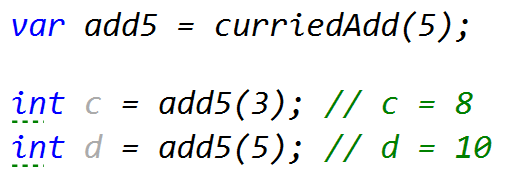 var add5 = curriedAdd(5);
int c = add5(3); // c = 8
int d = add5(5); // d = 10